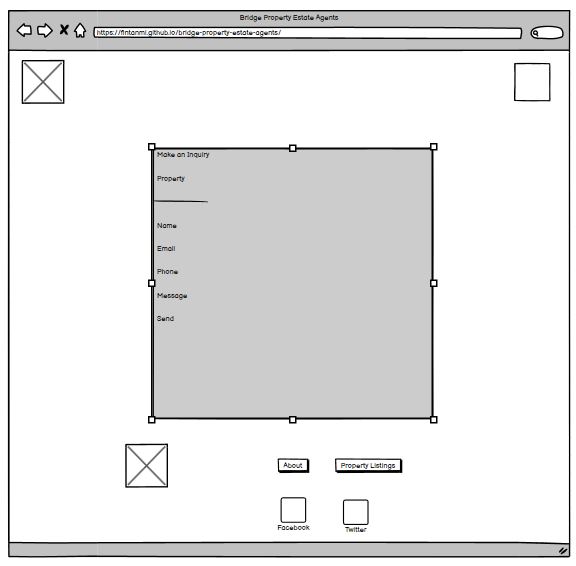 Bridge Property Estate Agents
https://fintanmi.github.io/bridge-property-estate-agents/
Make an Inquiry
Property
Name
Email
Phone
Message
Send
About
Property Listings
Facebook
Twitter